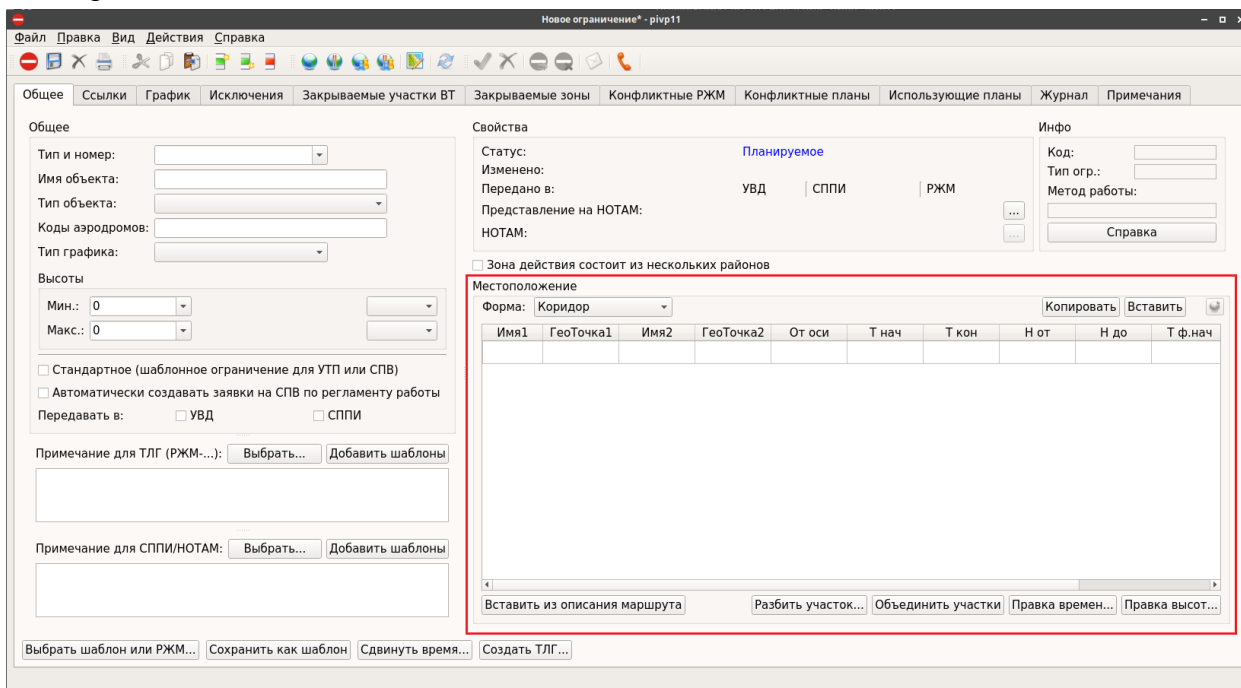 Новое ограничение* - pivp11
Файл Правка Вид Действия Справка
Общее Ссылки График Исключения Закрываемые участки ВТ Закрываемые зоны Конфликтные РЖМ Конфликтные планы Использующие планы Журнал Примечания
Общее
Тип и номер:
Имя объекта:
Тип объекта:
Коды аэродромов:
Тип графика:
Высоты
Мин.: 0
Макс.: 0
Стандартное (шаблонное ограничение для УТП или СПВ)
Автоматически создавать заявки на СПВ по регламенту работы
Передавать в: УВД СППИ
Примечание для ТЛГ (РЖМ-...): Выбрать... Добавить шаблоны
Примечание для СППИ/НОТАМ: Выбрать... Добавить шаблоны
Свойства
Статус: Планируемое
Изменено:
Передано в: УВД СППИ РЖМ
Представление на НОТАМ: ...
НОТАМ: ...
Инфо
Код:
Тип огр.:
Метод работы:
Справка
Зона действия состоит из нескольких районов
Местоположение
Форма: Коридор Копировать Вставить
Имя1 ГеоТочка1 Имя2 ГеоТочка2 От оси Т нач Т кон Н от Н до Т ф.нач
Вставить из описания маршрута Разбить участок... Объединить участки Правка времен... Правка высот...
Выбрать шаблон или РЖМ... Сохранить как шаблон Сдвинуть время... Создать ТЛГ...